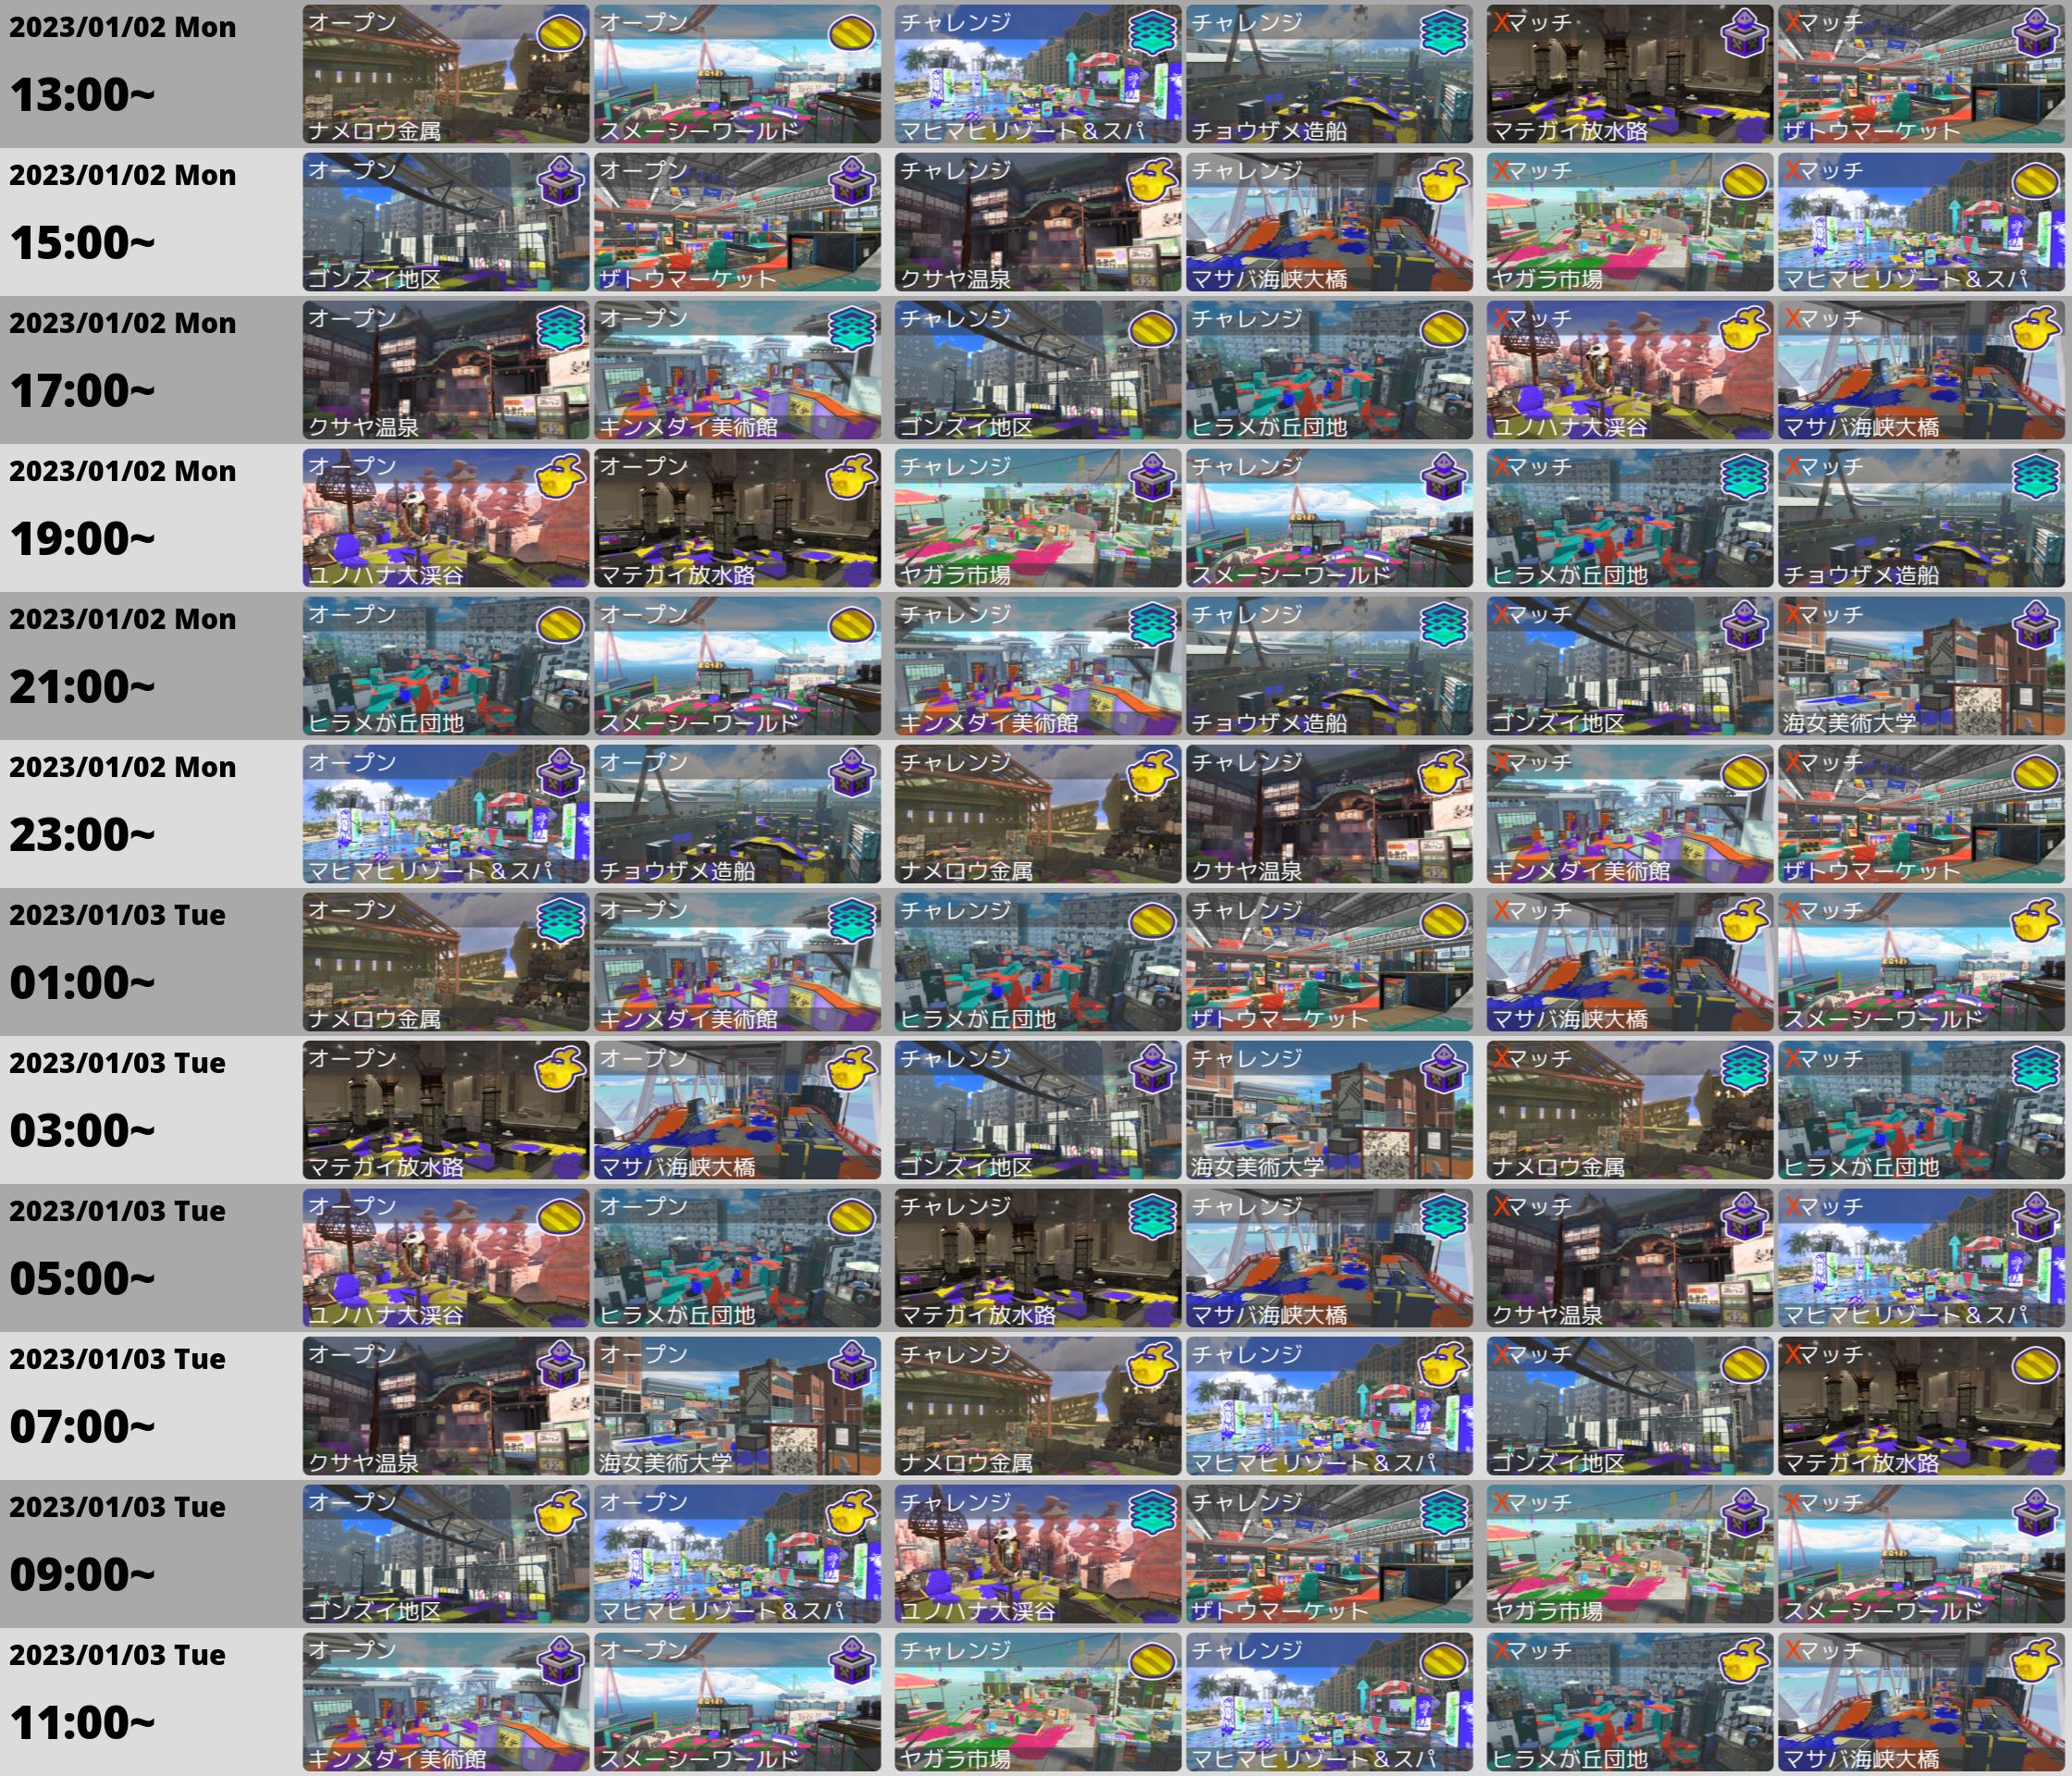 2023/01/02 Mon
13:00~
オープン オープン チャレンジ チャレンジ Xマッチ Xマッチ
ナメロウ金属 スメーシーワールド マヒマヒリゾート＆スパ チョウザメ造船 マテガイ放水路 ザトウマーケット
2023/01/02 Mon
15:00~
オープン オープン チャレンジ チャレンジ Xマッチ Xマッチ
ゴンズイ地区 ザトウマーケット クサヤ温泉 マサバ海峡大橋 ヤガラ市場 マヒマヒリゾート＆スパ
2023/01/02 Mon
17:00~
オープン オープン チャレンジ チャレンジ Xマッチ Xマッチ
クサヤ温泉 キンメダイ美術館 ゴンズイ地区 ヒラメが丘団地 ユノハナ大渓谷 マサバ海峡大橋
2023/01/02 Mon
19:00~
オープン オープン チャレンジ チャレンジ Xマッチ Xマッチ
ユノハナ大渓谷 マテガイ放水路 ヤガラ市場 スメーシーワールド ヒラメが丘団地 チョウザメ造船
2023/01/02 Mon
21:00~
オープン オープン チャレンジ チャレンジ Xマッチ Xマッチ
ヒラメが丘団地 スメーシーワールド キンメダイ美術館 チョウザメ造船 ゴンズイ地区 海女美術大学
2023/01/02 Mon
23:00~
オープン オープン チャレンジ チャレンジ Xマッチ Xマッチ
マヒマヒリゾート＆スパ チョウザメ造船 ナメロウ金属 クサヤ温泉 キンメダイ美術館 ザトウマーケット
2023/01/03 Tue
01:00~
オープン オープン チャレンジ チャレンジ Xマッチ Xマッチ
ナメロウ金属 キンメダイ美術館 ヒラメが丘団地 ザトウマーケット マサバ海峡大橋 スメーシーワールド
2023/01/03 Tue
03:00~
オープン オープン チャレンジ チャレンジ Xマッチ Xマッチ
マテガイ放水路 マサバ海峡大橋 ゴンズイ地区 海女美術大学 ナメロウ金属 ヒラメが丘団地
2023/01/03 Tue
05:00~
オープン オープン チャレンジ チャレンジ Xマッチ Xマッチ
ユノハナ大渓谷 ヒラメが丘団地 マテガイ放水路 マサバ海峡大橋 クサヤ温泉 マヒマヒリゾート＆スパ
2023/01/03 Tue
07:00~
オープン オープン チャレンジ チャレンジ Xマッチ Xマッチ
クサヤ温泉 海女美術大学 ナメロウ金属 マヒマヒリゾート＆スパ ゴンズイ地区 マテガイ放水路
2023/01/03 Tue
09:00~
オープン オープン チャレンジ チャレンジ Xマッチ Xマッチ
ゴンズイ地区 マヒマヒリゾート＆スパ ユノハナ大渓谷 ザトウマーケット ヤガラ市場 スメーシーワールド
2023/01/03 Tue
11:00~
オープン オープン チャレンジ チャレンジ Xマッチ Xマッチ
キンメダイ美術館 スメーシーワールド ヤガラ市場 マヒマヒリゾート＆スパ ヒラメが丘団地 マサバ海峡大橋